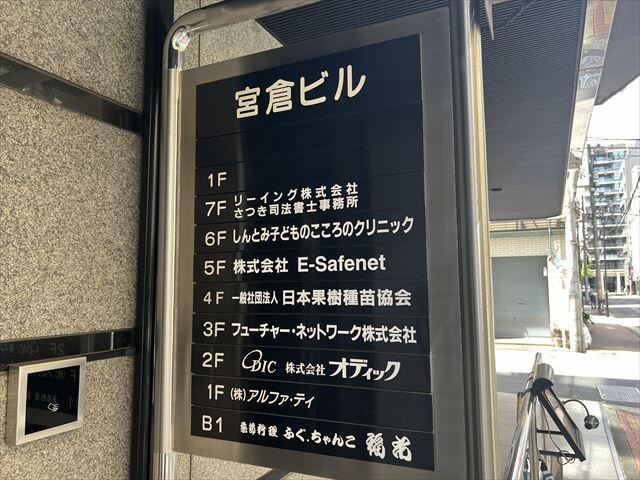 宮倉ビル
1F
7F リーイング株式会社
さつき司法書士事務所
6F しんとみ子どものこころのクリニック
5F 株式会社 E-Safenet
4F 一般社団法人 日本果樹種苗協会
3F フューチャー・ネットワーク株式会社
2F ODIC 株式会社 オディック
1F (株)アルファ・ティ
B1 ふぐ、ちゃんこ